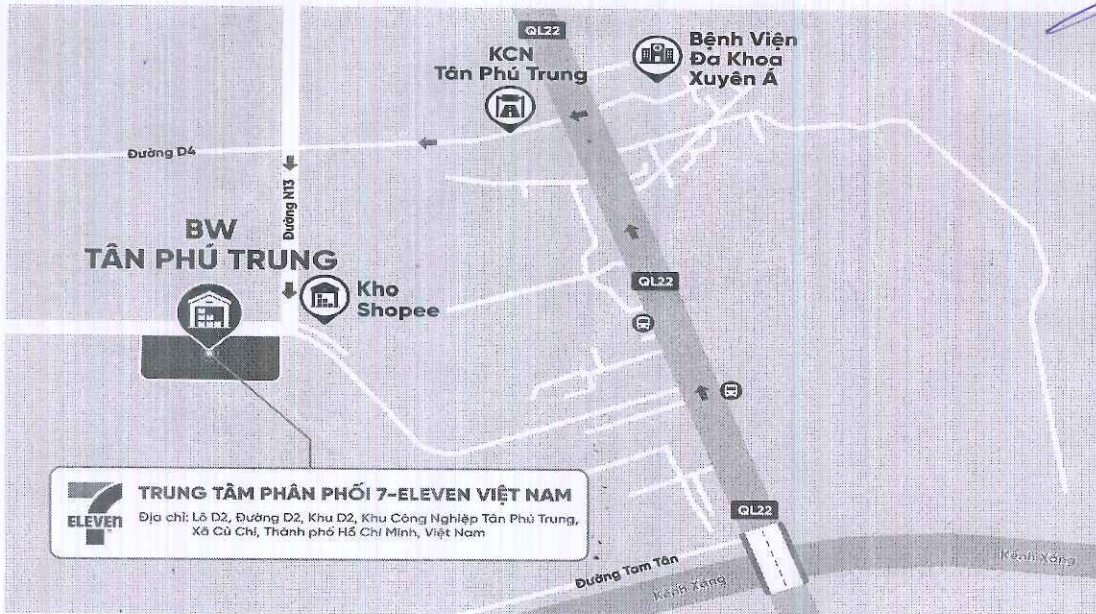 QL22
KCN
Tân Phú Trung
Bệnh Viện
Đa Khoa
Xuyên Á
Đường D4
Đường N13
BW
TÂN PHÚ TRUNG
Kho
Shopee
QL22
7
ELEVEN
TRUNG TÂM PHÂN PHỐI 7-ELEVEN VIỆT NAM
Địa chỉ: Lô D2, Đường D2, Khu D2, Khu Công Nghiệp Tân Phú Trung,
Xã Củ Chi, Thành phố Hồ Chí Minh, Việt Nam
QL22
Đường Tam Tân
Kênh Xáng
Kênh Xáng